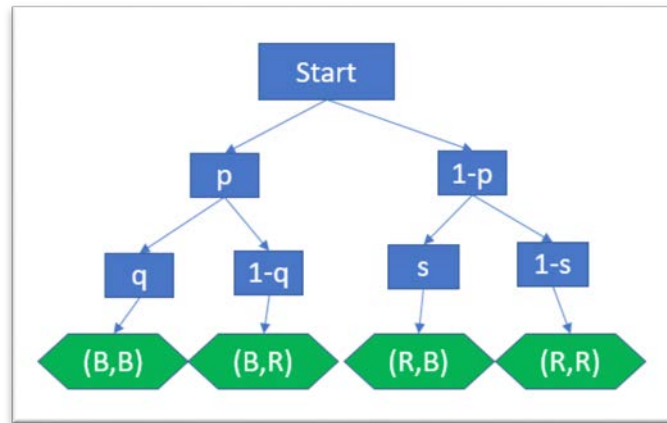 Start
p 1-p
q 1-q s 1-s
(B,B) (B,R) (R,B) (R,R)